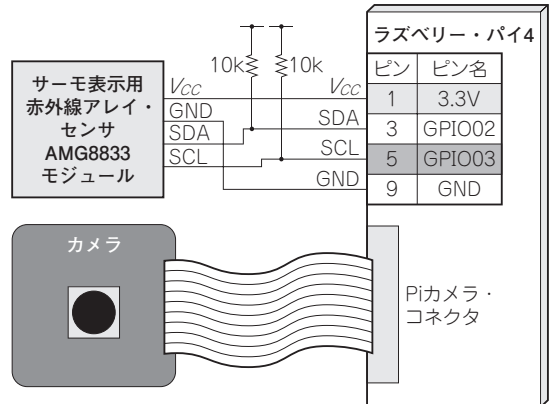 ラズベリー・パイ4
ピン ピン名
1 3.3V
3 GPIO02
5 GPIO03
9 GND
10k 10k
サーモ表示用
赤外線アレイ・
センサ
AMG8833
モジュール
VCC
GND
SDA
SCL
VCC
SDA
SCL
GND
カメラ
Piカメラ・
コネクタ